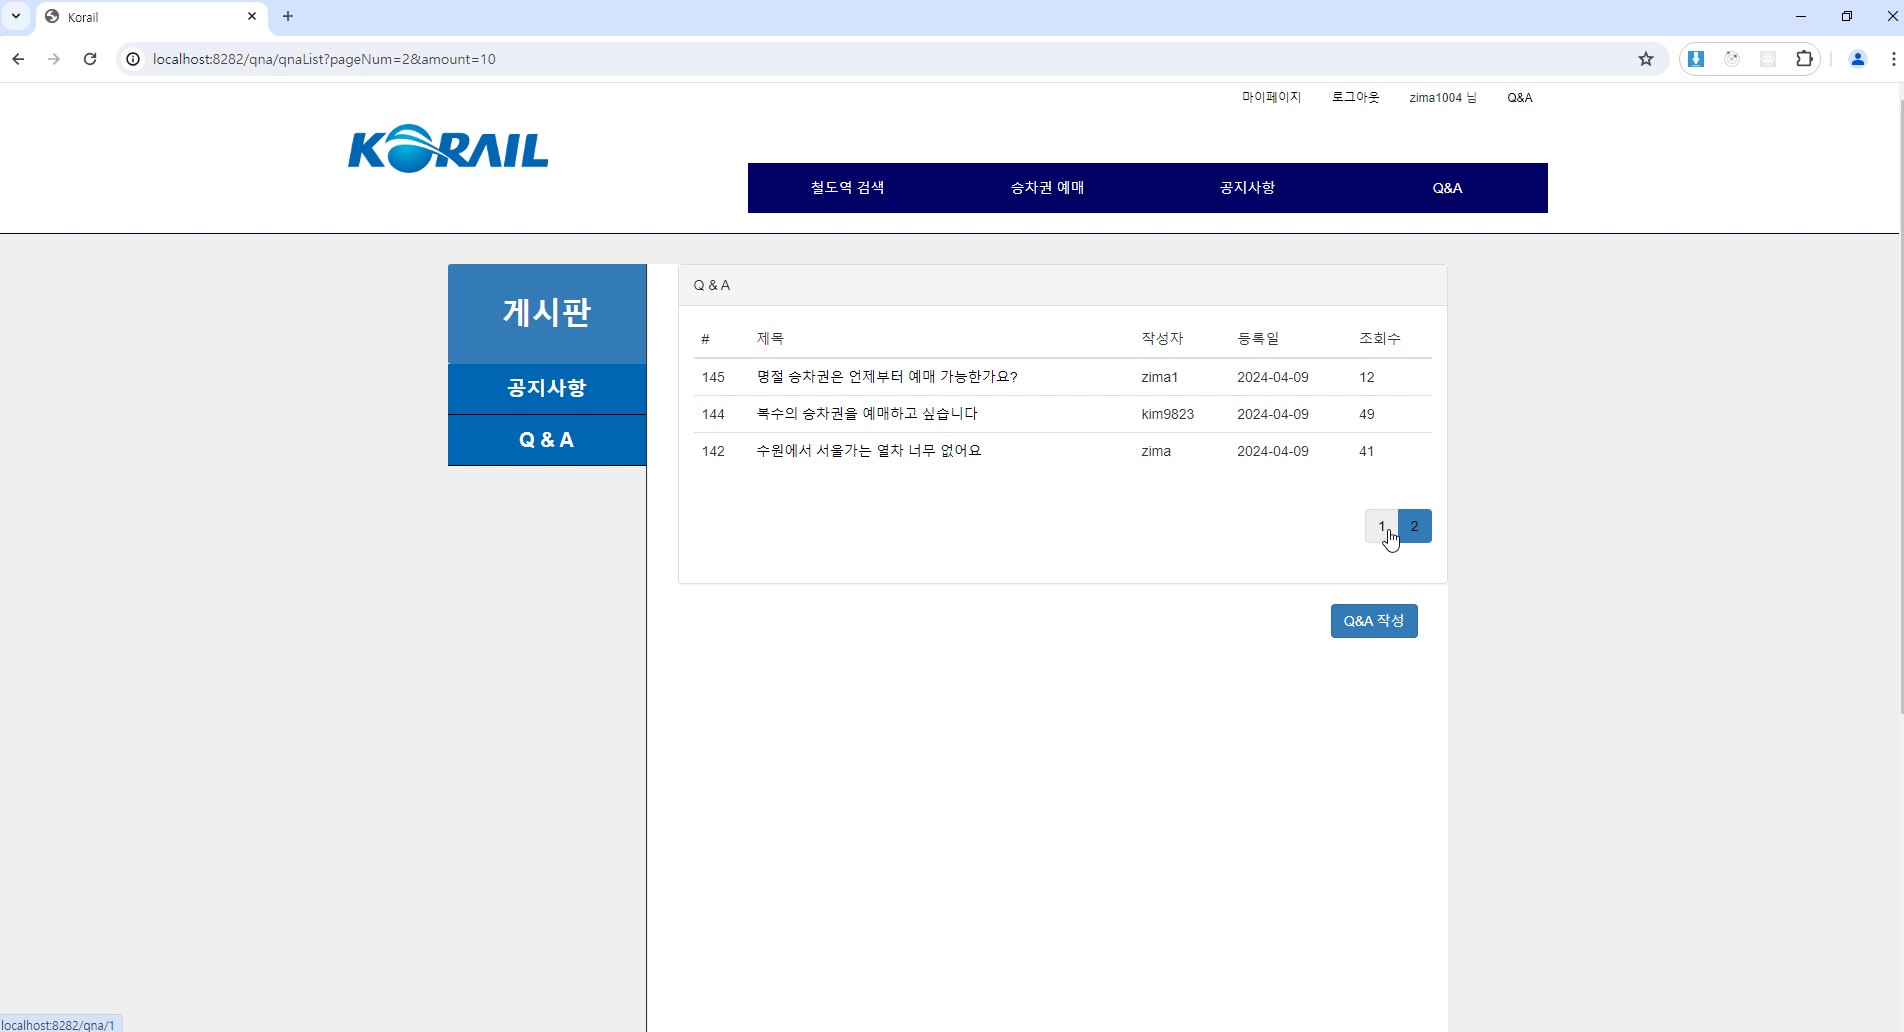 Korail
localhost:8282/qna/qnaList?pageNum=2&amount=10
마이페이지 로그아웃 zima1004 님 Q&A
KORAIL
철도역 검색 승차권 예매 공지사항 Q&A
게시판
공지사항
Q & A
Q & A
# 제목 작성자 등록일 조회수
145 명절 승차권은 언제부터 예매 가능한가요? zima1 2024-04-09 12
144 복수의 승차권을 예매하고 싶습니다 kim9823 2024-04-09 49
142 수원에서 서울가는 열차 너무 없어요 zima 2024-04-09 41
1 2
Q&A 작성
localhost:8282/qna/1